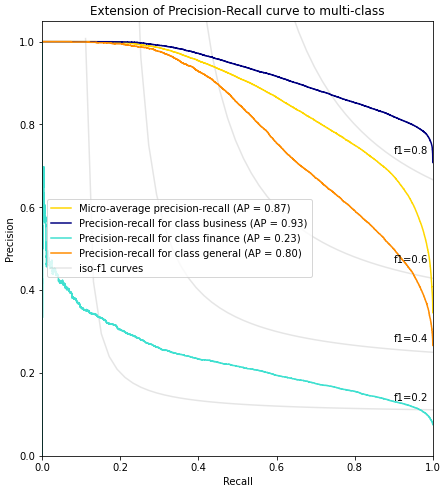 Extension of Precision-Recall curve to multi-class
1.0
0.8
0.6
0.4
0.2
0.0
Precision
f1=0.8
f1=0.6
f1=0.4
f1=0.2
Micro-average precision-recall (AP = 0.87)
Precision-recall for class business (AP = 0.93)
Precision-recall for class finance (AP = 0.23)
Precision-recall for class general (AP = 0.80)
iso-f1 curves
0.0 0.2 0.4 0.6 0.8 1.0
Recall